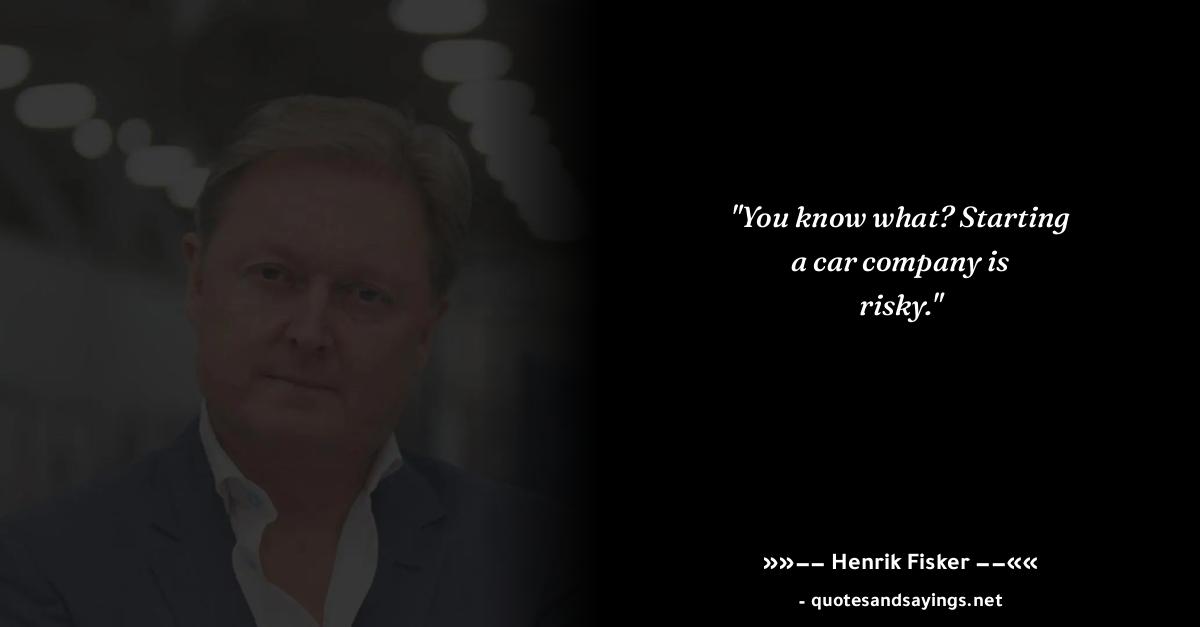 "You know what? Starting
a car company is
risky."
»»−− Henrik Fisker −−««
- quotesandsayings.net